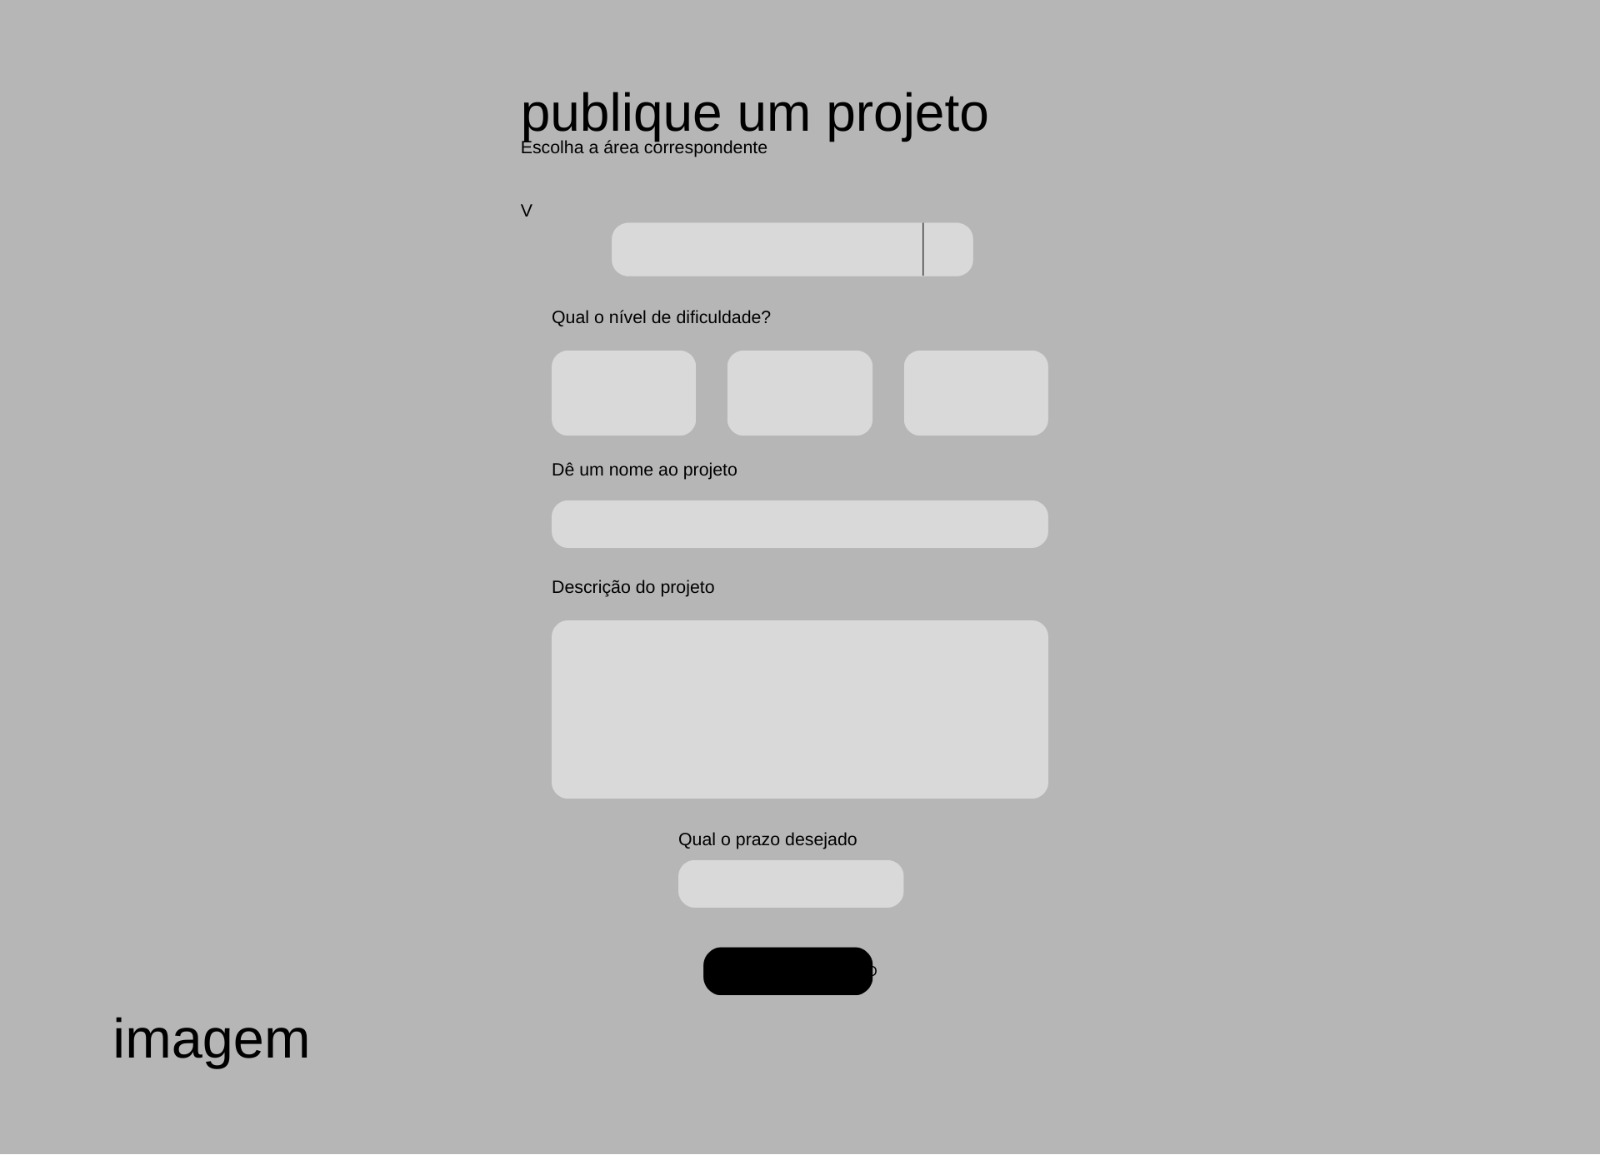 publique um projeto
Escolha a área correspondente
V
Qual o nível de dificuldade?
Dê um nome ao projeto
Descrição do projeto
Qual o prazo desejado
imagem